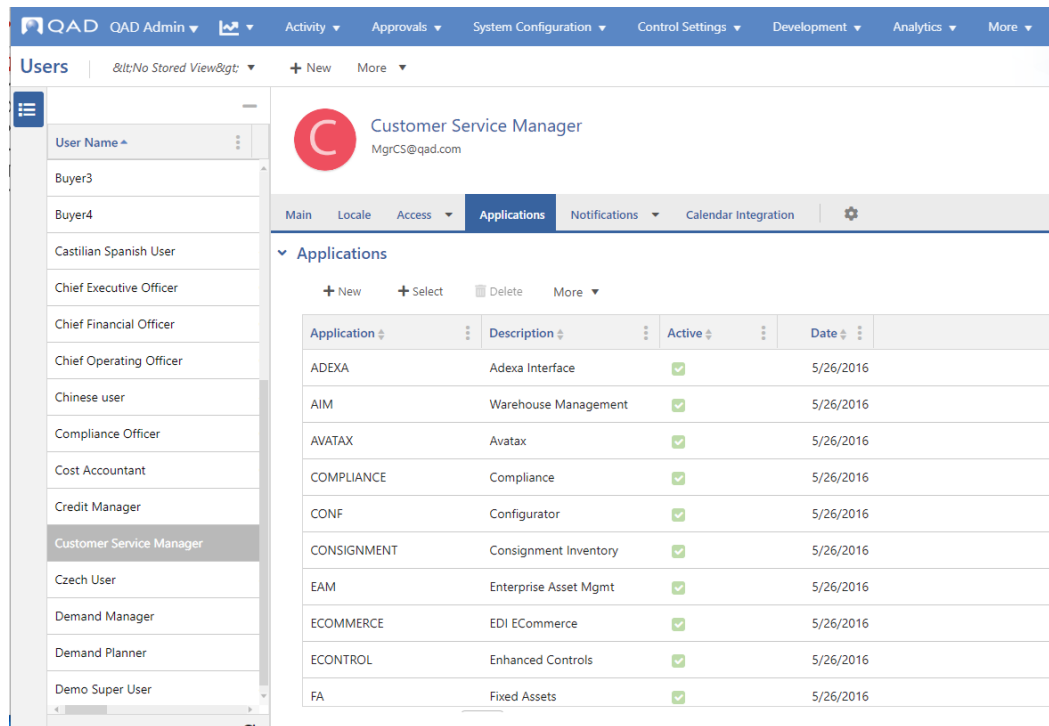 QAD QAD Admin Activity Approvals System Configuration Control Settings Development Analytics More
Users &lt;No Stored View&gt; + New More
User Name
Buyer3
Buyer4
Castilian Spanish User
Chief Executive Officer
Chief Financial Officer
Chief Operating Officer
Chinese user
Compliance Officer
Cost Accountant
Credit Manager
Customer Service Manager
Czech User
Demand Manager
Demand Planner
Demo Super User
C
Customer Service Manager
MgrCS@qad.com
Main Locale Access Applications Notifications Calendar Integration
Applications
+ New + Select Delete More
Application Description Active Date
ADEXA Adexa Interface 5/26/2016
AIM Warehouse Management 5/26/2016
AVATAX Avatax 5/26/2016
COMPLIANCE Compliance 5/26/2016
CONF Configurator 5/26/2016
CONSIGNMENT Consignment Inventory 5/26/2016
EAM Enterprise Asset Mgmt 5/26/2016
ECOMMERCE EDI ECommerce 5/26/2016
ECONTROL Enhanced Controls 5/26/2016
FA Fixed Assets 5/26/2016